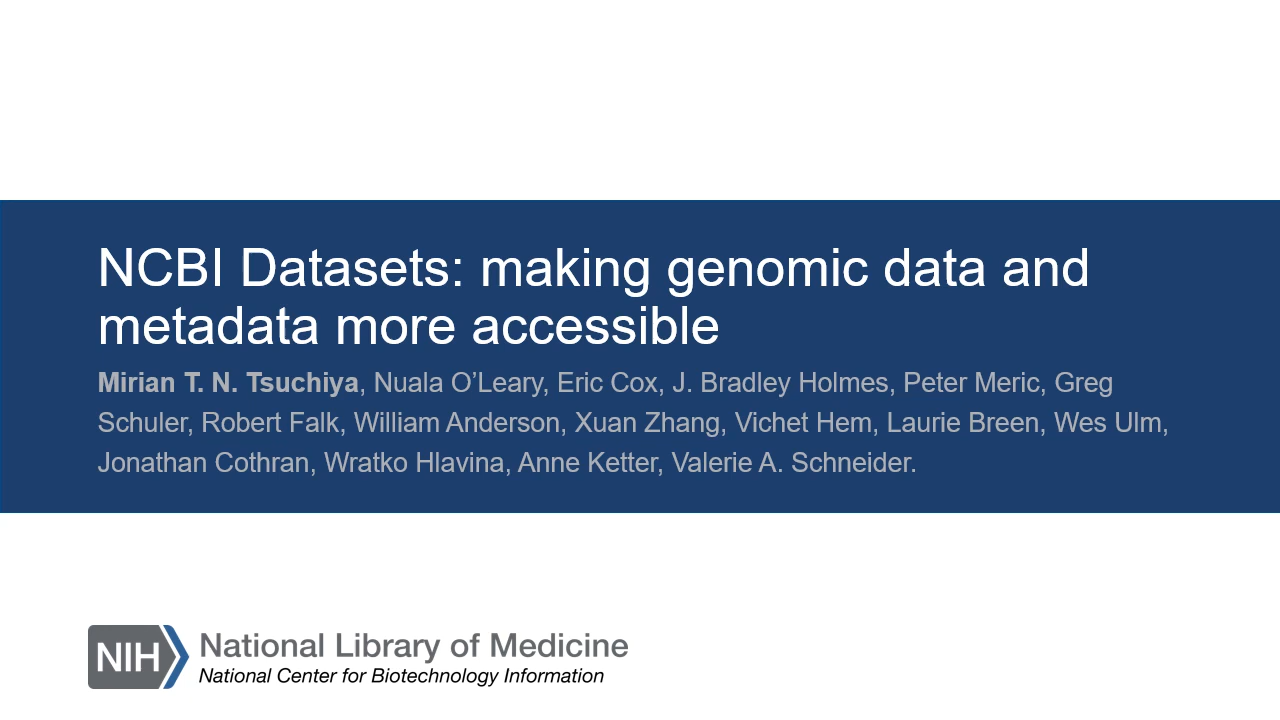 NCBI Datasets: making genomic data and
metadata more accessible
Mirian T. N. Tsuchiya, Nuala O’Leary, Eric Cox, J. Bradley Holmes, Peter Meric, Greg
Schuler, Robert Falk, William Anderson, Xuan Zhang, Vichet Hem, Laurie Breen, Wes Ulm,
Jonathan Cothran, Wratko Hlavina, Anne Ketter, Valerie A. Schneider.
NIH National Library of Medicine
National Center for Biotechnology Information